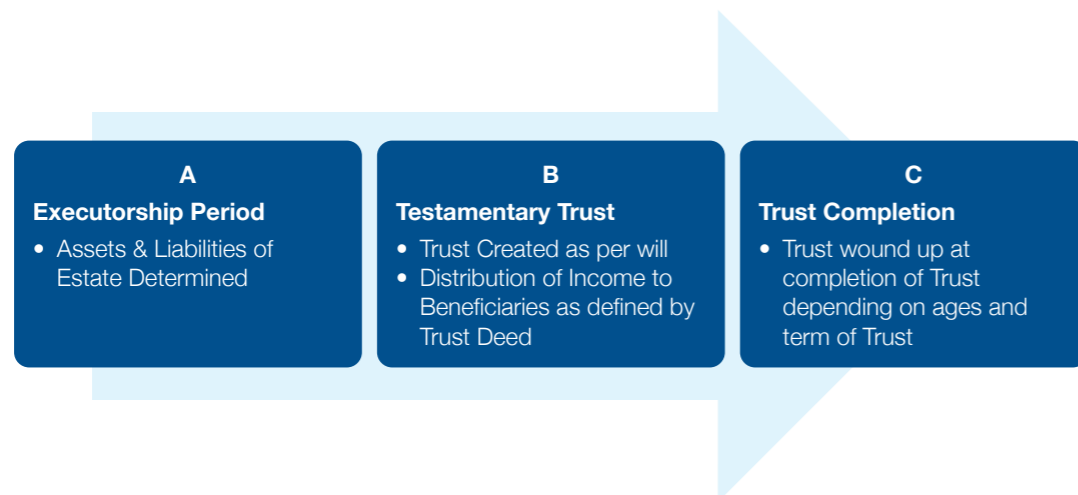 A
Executorship Period
• Assets & Liabilities of
Estate Determined
B
Testamentary Trust
• Trust Created as per will
• Distribution of Income to
Beneficiaries as defined by
Trust Deed
C
Trust Completion
• Trust wound up at
completion of Trust
depending on ages and
term of Trust